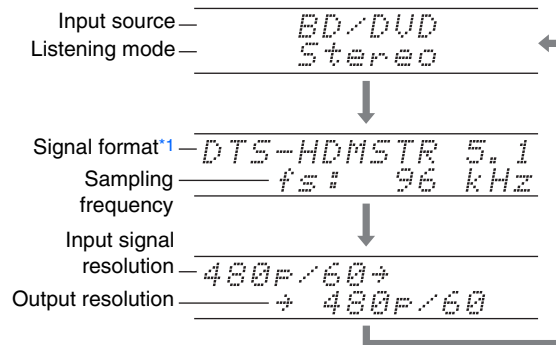 Input source
BD/DVD
Listening mode
Stereo
Signal format*1
DTS-HDMSTR 5.1
Sampling
frequency
fs: 96 kHz
Input signal
resolution
480p/60→
Output resolution
→ 480p/60